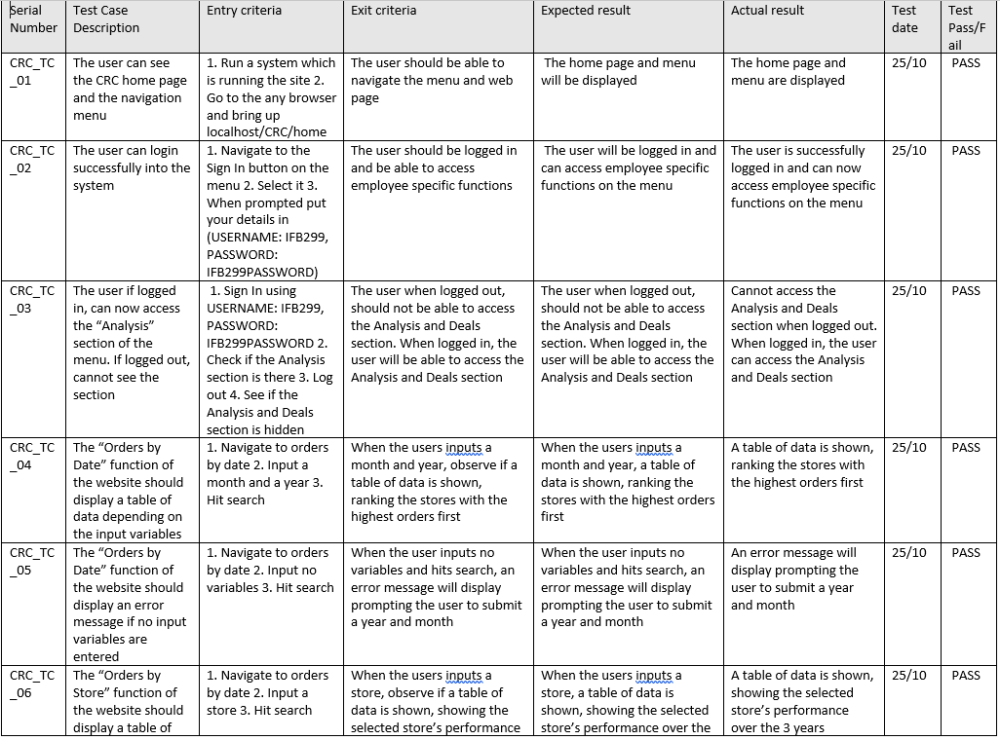 Serial Number
Test Case Description
Entry criteria
Exit criteria
Expected result
Actual result
Test date
Test Pass/F ail
CRC_TC _01
The user can see
the CRC home page
and the navigation
menu
1. Run a system which
is running the site 2.
Go to the any browser
and bring up
localhost/CRC/home
The user should be able to
navigate the menu and web
page
The home page and menu
will be displayed
The home page and
menu are displayed
25/10
PASS
CRC_TC _02
The user can login
successfully into the
system
1. Navigate to the
Sign In button on the
menu 2. Select it 3.
When prompted put
your details in
(USERNAME: IFB299,
PASSWORD:
IFB299PASSWORD)
The user should be logged in
and be able to access
employee specific functions
The user will be logged in and
can access employee specific
functions on the menu
The user is successfully
logged in and can now
access employee specific
functions on the menu
25/10
PASS
CRC_TC _03
The user if logged
in, can now access
the “Analysis”
section of the
menu. If logged out,
cannot see the
section
1. Sign In using
USERNAME: IFB299,
PASSWORD:
IFB299PASSWORD 2.
Check if the Analysis
section is there 3. Log
out 4. See if the
Analysis and Deals
section is hidden
The user when logged out,
should not be able to access
the Analysis and Deals
section. When logged in, the
user will be able to access the
Analysis and Deals section
The user when logged out,
should not be able to access
the Analysis and Deals
section. When logged in, the
user will be able to access the
Analysis and Deals section
Cannot access the
Analysis and Deals
section when logged out.
When logged in, the user
can access the Analysis
and Deals section
25/10
PASS
CRC_TC _04
The “Orders by
Date” function of
the website should
display a table of
data depending on
the input variables
1. Navigate to orders
by date 2. Input a
month and a year 3.
Hit search
When the users inputs a
month and year, observe if a
table of data is shown,
ranking the stores with the
highest orders first
When the users inputs a
month and year, a table of
data is shown, ranking the
stores with the highest orders
first
A table of data is shown,
ranking the stores with
the highest orders first
25/10
PASS
CRC_TC _05
The “Orders by
Date” function of
the website should
display an error
message if no input
variables are
entered
1. Navigate to orders
by date 2. Input no
variables 3. Hit search
When the user inputs no
variables and hits search, an
error message will display
prompting the user to submit
a year and month
When the user inputs no
variables and hits search, an
error message will display
prompting the user to submit
a year and month
An error message will
display prompting the
user to submit a year
and month
25/10
PASS
CRC_TC _06
The “Orders by
Store” function of
the website should
display a table of
1. Navigate to orders
by date 2. Input a
store 3. Hit search
When the users inputs a
store, observe if a table of
data is shown, showing the
selected store’s performance
When the users inputs a
store, a table of data is
shown, showing the selected
store’s performance over the
A table of data is shown,
showing the selected
store’s performance
over the 3 years
25/10
PASS